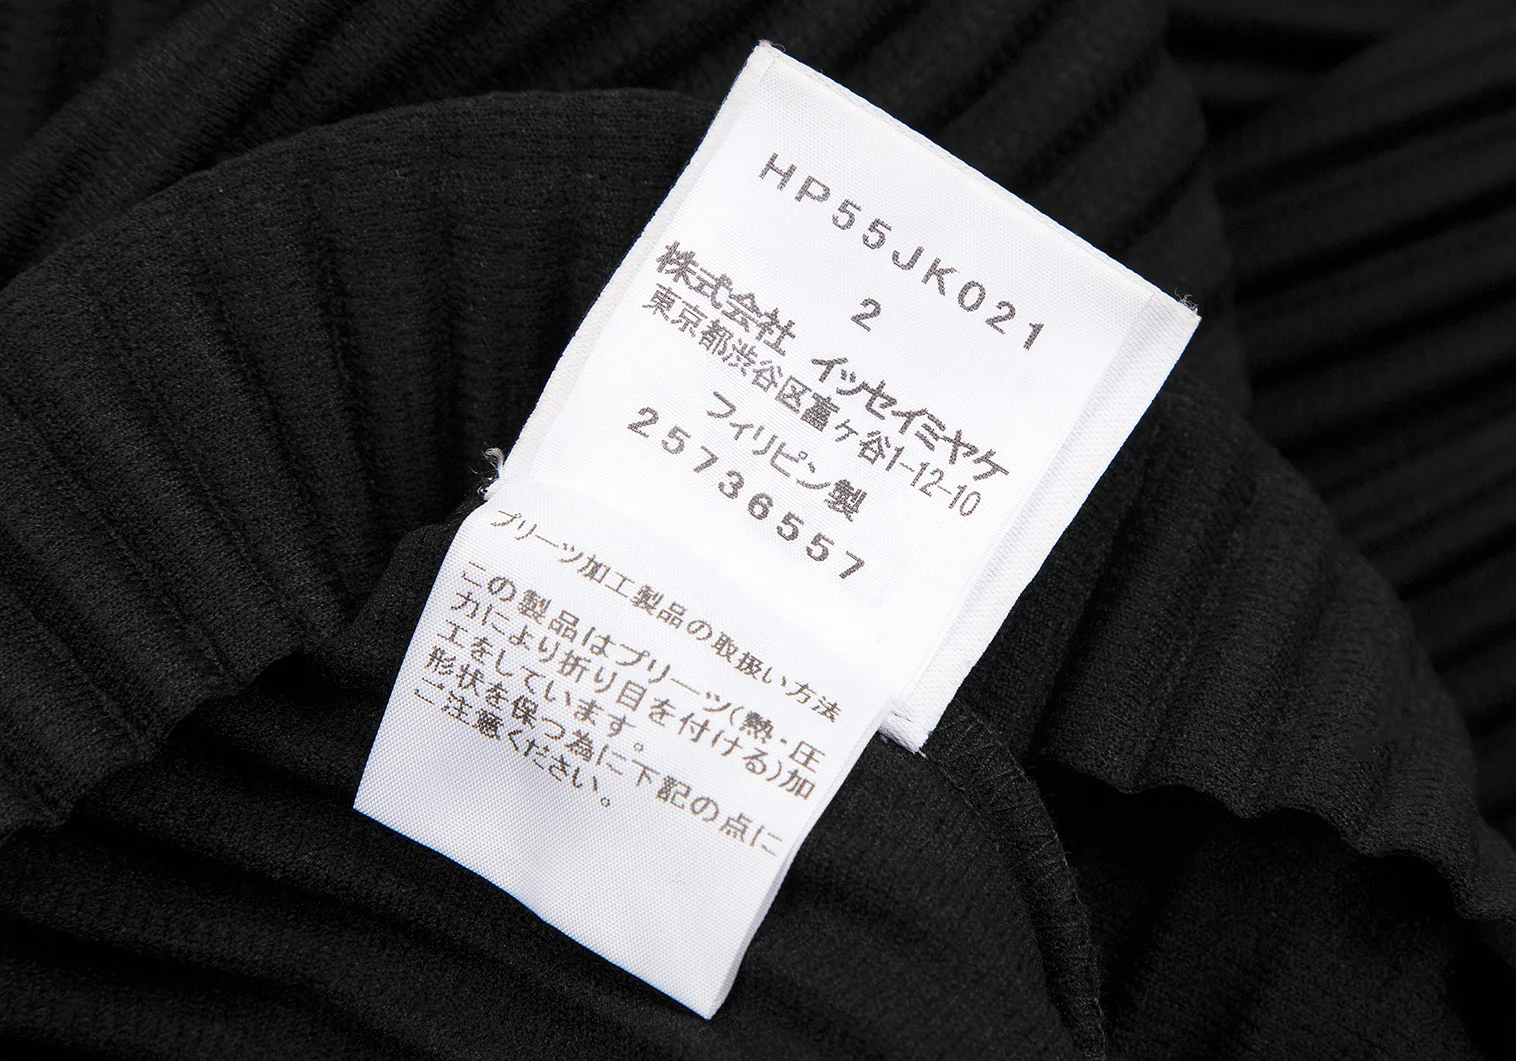 HP55JK021
2
株式会社 イッセイミヤケ
東京都渋谷区富ヶ谷1-12-10
フィリピン製
25736557
プリーツ加工製品の取扱い方法
この製品はプリーツ(熱・圧
力により折り目を付ける)加
工をしています。
形状を保つ為に下記の点に
ご注意ください。